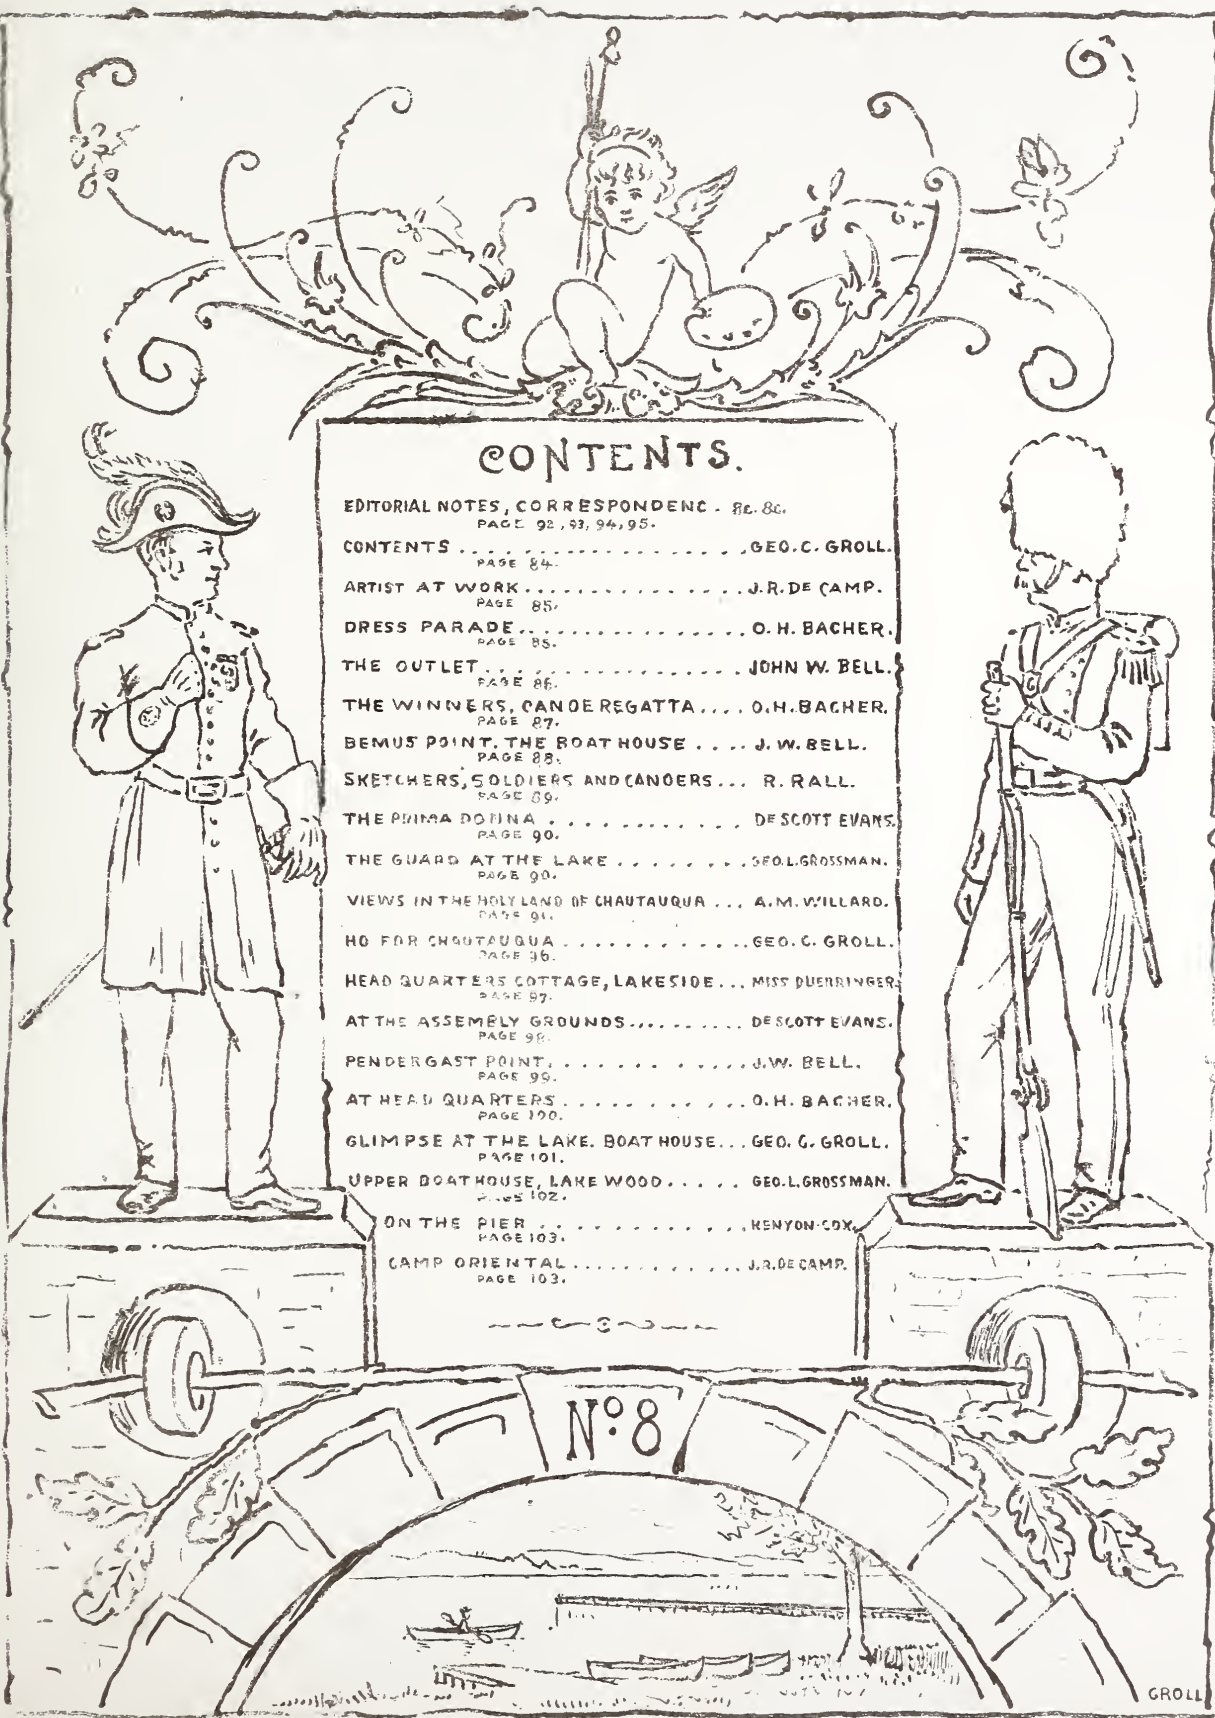 CONTENTS.
EDITORIAL NOTES, CORRESPONDENC. &c. &c.
PAGE 92, 93, 94, 95.
CONTENTS . . . . . . . . . . . . . . . . . . GEO. C. GROLL.
PAGE 84.
ARTIST AT WORK . . . . . . . . . . . . . . J. R. DE CAMP.
PAGE 85.
DRESS PARADE . . . . . . . . . . . . . . . . O. H. BACHER.
PAGE 85.
THE OUTLET . . . . . . . . . . . . . . . . . JOHN W. BELL.
PAGE 86.
THE WINNERS, CANOE REGATTA . . . . O. H. BACHER.
PAGE 87.
BEMUS POINT. THE BOAT HOUSE . . . . J. W. BELL.
PAGE 88.
SKETCHERS, SOLDIERS AND CANOERS . . . R. RALL.
PAGE 89.
THE PRIMA DONNA . . . . . . . . . . . . DE SCOTT EVANS.
PAGE 90.
THE GUARD AT THE LAKE . . . . . . . . GEO. L. GROSSMAN.
PAGE 90.
VIEWS IN THE HOLY LAND OF CHAUTAUQUA . . . A. M. WILLARD.
PAGE 91.
HO FOR CHAUTAUQUA . . . . . . . . . . . GEO. C. GROLL.
PAGE 96.
HEAD QUARTERS COTTAGE, LAKESIDE . . . MISS DUERRINGER.
PAGE 97.
AT THE ASSEMBLY GROUNDS . . . . . . . . . . DE SCOTT EVANS.
PAGE 98.
PENDERGAST POINT. . . . . . . . . . . J. W. BELL.
PAGE 99.
AT HEAD QUARTERS . . . . . . . . . . . . O. H. BACHER.
PAGE 100.
GLIMPSE AT THE LAKE. BOAT HOUSE . . . GEO. C. GROLL.
PAGE 101.
UPPER BOATHOUSE, LAKE WOOD . . . . . GEO. L. GROSSMAN.
PAGE 102.
ON THE PIER . . . . . . . . . . . . KENYON-COX.
PAGE 103.
CAMP ORIENTAL . . . . . . . . . . . . J. R. DE CAMP.
PAGE 103.
No. 8
GROLL